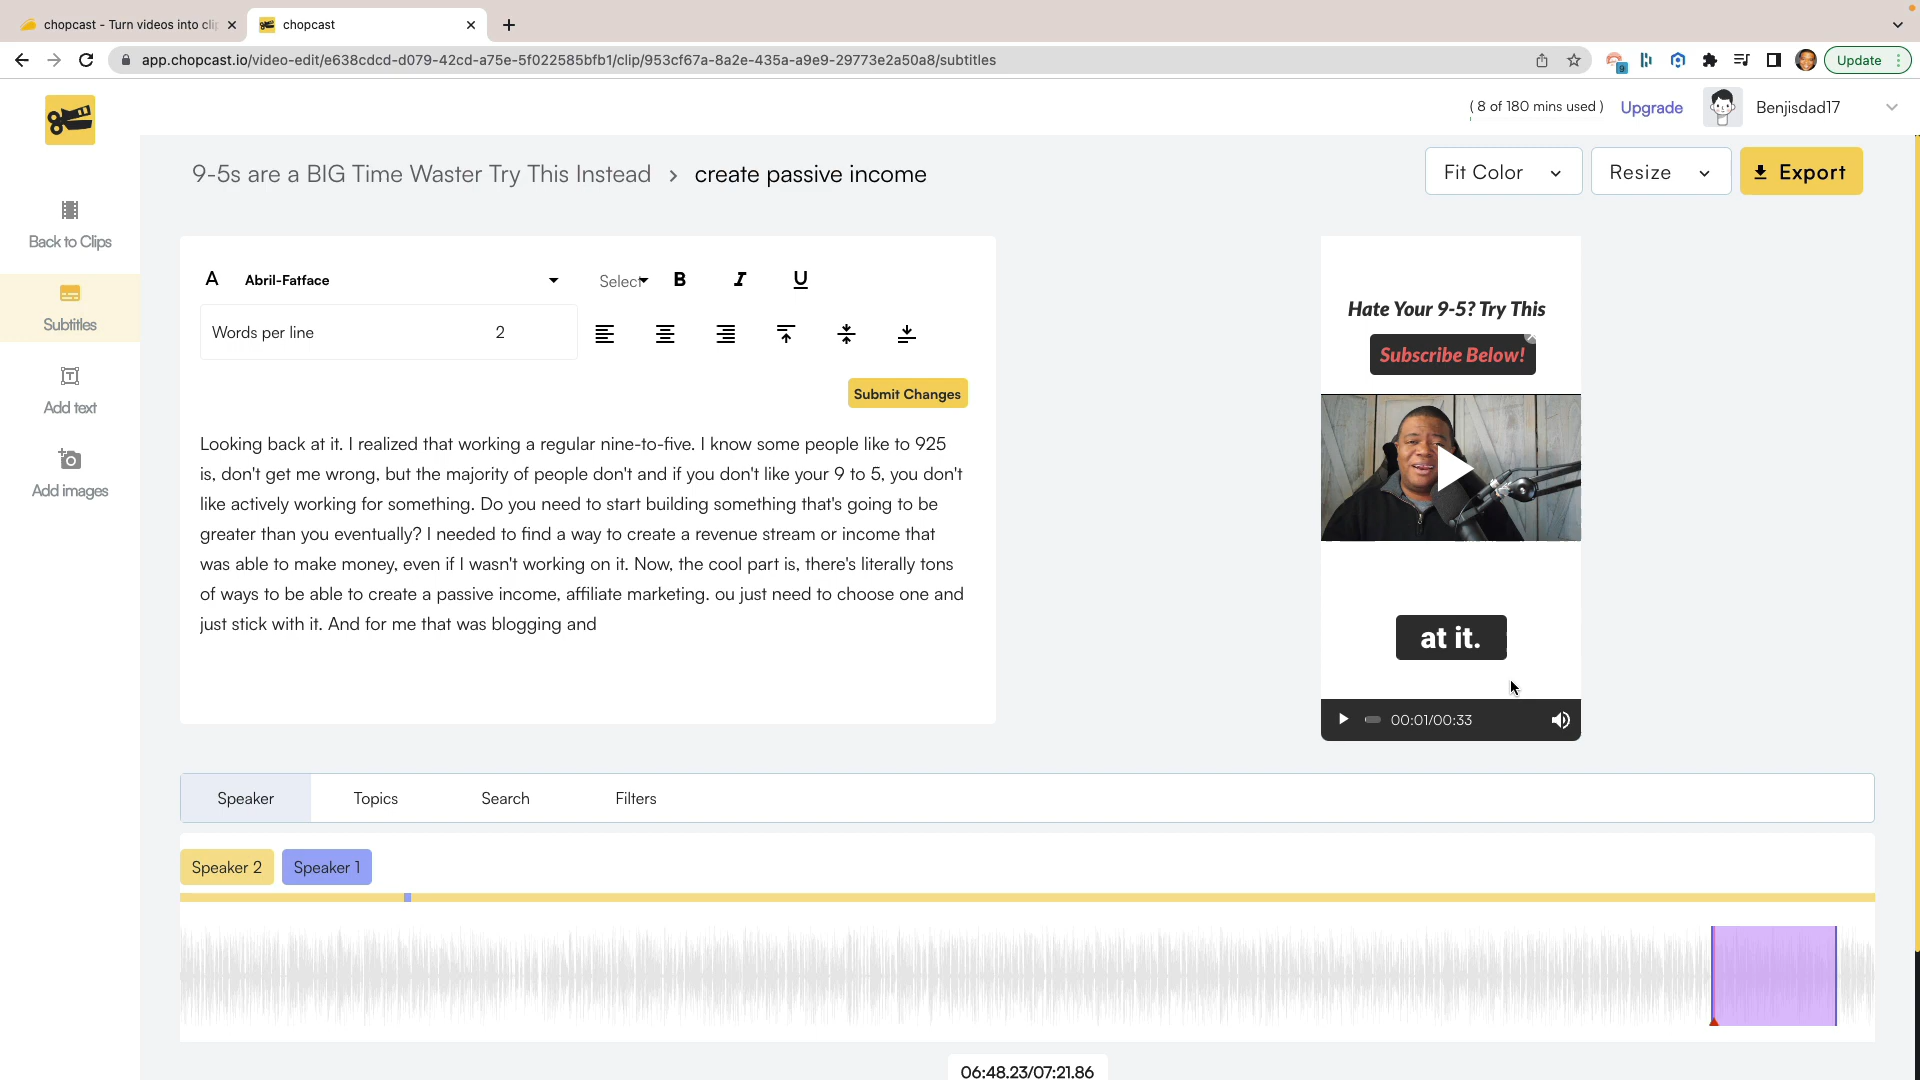 chopcast - Turn videos into cli
chopcast
app.chopcast.io/video-edit/e638cdcd-d079-42cd-a75e-5f022585bfb1/clip/953cf67a-8a2e-435a-a9e9-29773e2a50a8/subtitles
9
Update
( 8 of 180 mins used )
Upgrade
Benjisdad17
9-5s are a BIG Time Waster Try This Instead > create passive income
Fit Color
Resize
Export
Back to Clips
Subtitles
Add text
Add images
A Abril-Fatface
Select
B I U
Words per line 2
Submit Changes
Looking back at it. I realized that working a regular nine-to-five. I know some people like to 925
is, don't get me wrong, but the majority of people don't and if you don't like your 9 to 5, you don't
like actively working for something. Do you need to start building something that's going to be
greater than you eventually? I needed to find a way to create a revenue stream or income that
was able to make money, even if I wasn't working on it. Now, the cool part is, there's literally tons
of ways to be able to create a passive income, affiliate marketing. ou just need to choose one and
just stick with it. And for me that was blogging and
Hate Your 9-5? Try This
Subscribe Below!
at it.
00:01/00:33
Speaker
Topics
Search
Filters
Speaker 2
Speaker 1
06:48.23/07:21.86